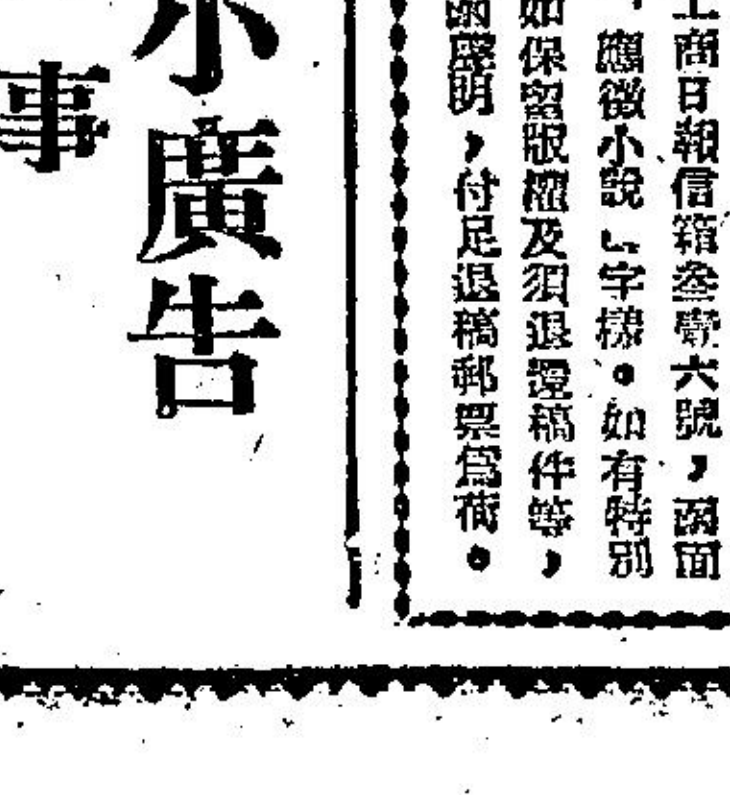 工商日報信箱叁壹六號，函面
，應徵小說」字樣。如有特別
如保留版權及須退還稿件等，
函聲明，付足退稿郵票爲荷。
小廣告
事